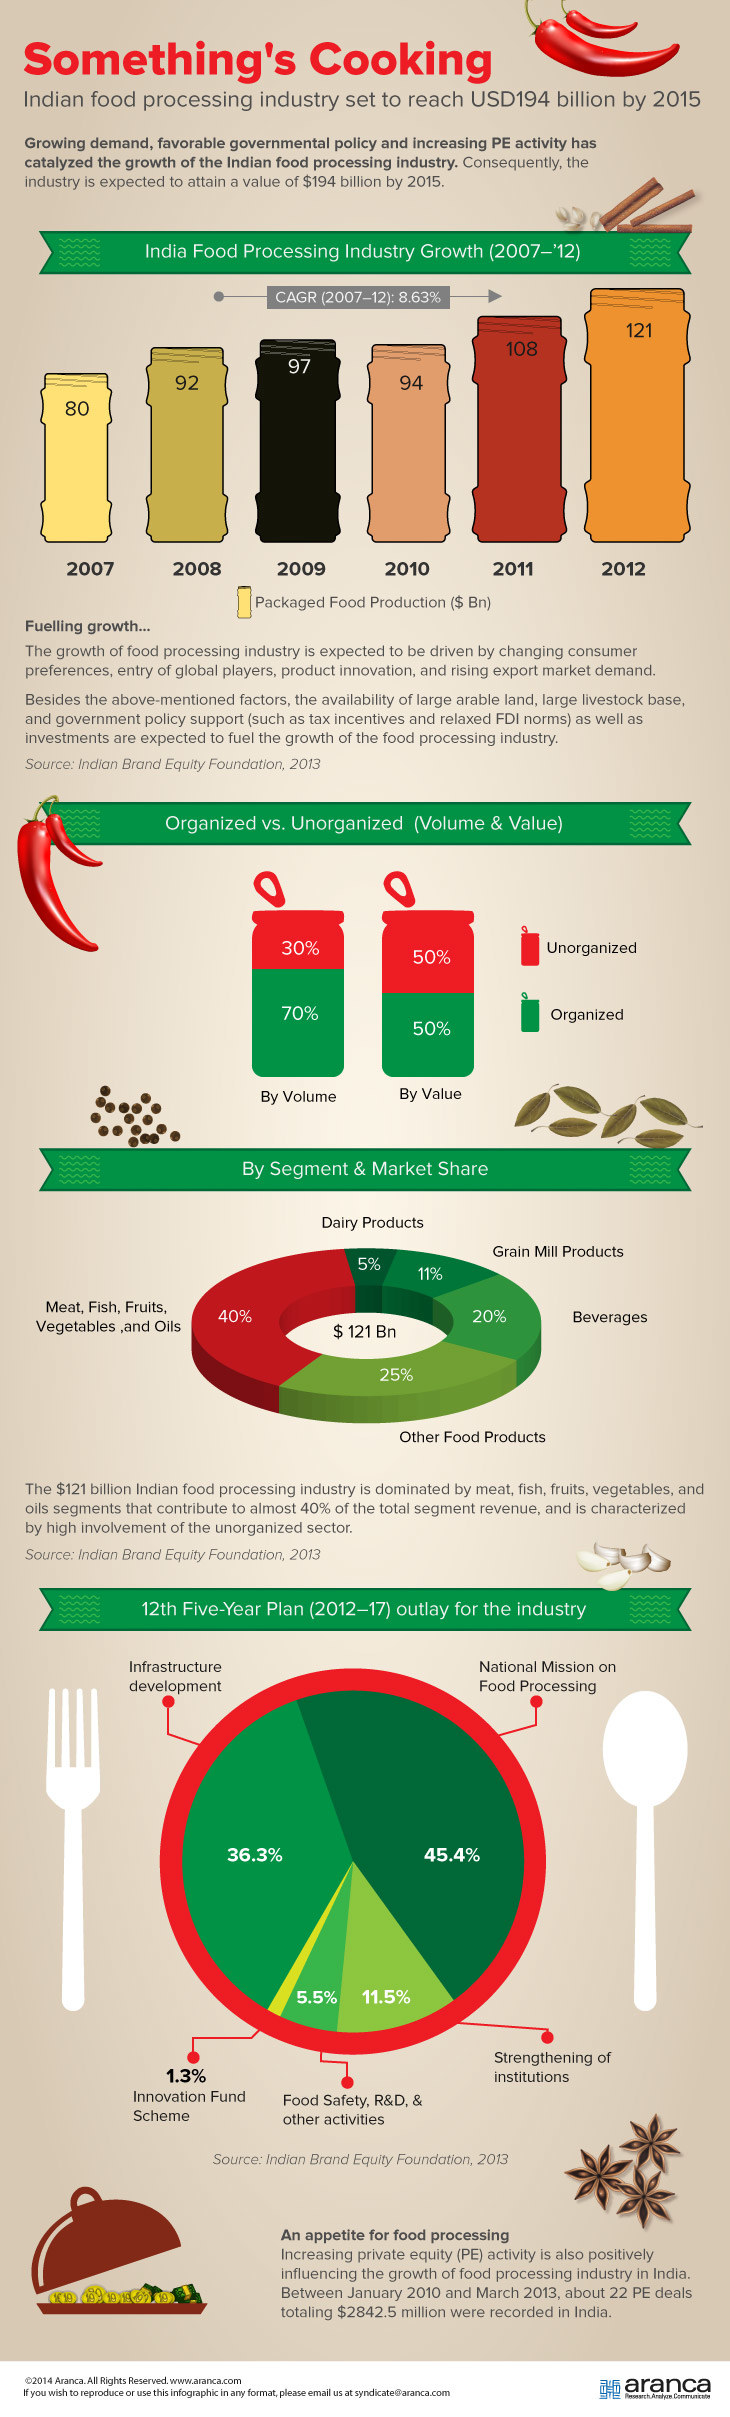 Something's Cooking
Indian food processing industry set to reach USD194 billion by 2015
Growing demand, favorable governmental policy and increasing PE activity has
catalyzed the growth of the Indian food processing industry. Consequently, the
industry is expected to attain a value of $194 billion by 2015.
India Food Processing Industry Growth (2007–'12)
CAGR (2007–12): 8.63%
80
92
97
94
108
121
2007
2008
2009
2010
2011
2012
Packaged Food Production ($ Bn)
Fuelling growth...
The growth of food processing industry is expected to be driven by changing consumer
preferences, entry of global players, product innovation, and rising export market demand.
Besides the above-mentioned factors, the availability of large arable land, large livestock base,
and government policy support (such as tax incentives and relaxed FDI norms) as well as
investments are expected to fuel the growth of the food processing industry.
Source: Indian Brand Equity Foundation, 2013
Organized vs. Unorganized (Volume & Value)
30%
70%
By Volume
50%
50%
By Value
Unorganized
Organized
By Segment & Market Share
Dairy Products
5%
Grain Mill Products
11%
Meat, Fish, Fruits,
Vegetables ,and Oils
40%
$ 121 Bn
20%
Beverages
25%
Other Food Products
The $121 billion Indian food processing industry is dominated by meat, fish, fruits, vegetables, and
oils segments that contribute to almost 40% of the total segment revenue, and is characterized
by high involvement of the unorganized sector.
Source: Indian Brand Equity Foundation, 2013
12th Five-Year Plan (2012–17) outlay for the industry
Infrastructure
development
National Mission on
Food Processing
36.3%
45.4%
5.5%
11.5%
1.3%
Innovation Fund
Scheme
Food Safety, R&D, &
other activities
Strengthening of
institutions
Source: Indian Brand Equity Foundation, 2013
An appetite for food processing
Increasing private equity (PE) activity is also positively
influencing the growth of food processing industry in India.
Between January 2010 and March 2013, about 22 PE deals
totaling $2842.5 million were recorded in India.
©2014 Aranca. All Rights Reserved. www.aranca.com
If you wish to reproduce or use this infographic in any format, please email us at syndicate@aranca.com
aranca
Research.Analyze.Communicate